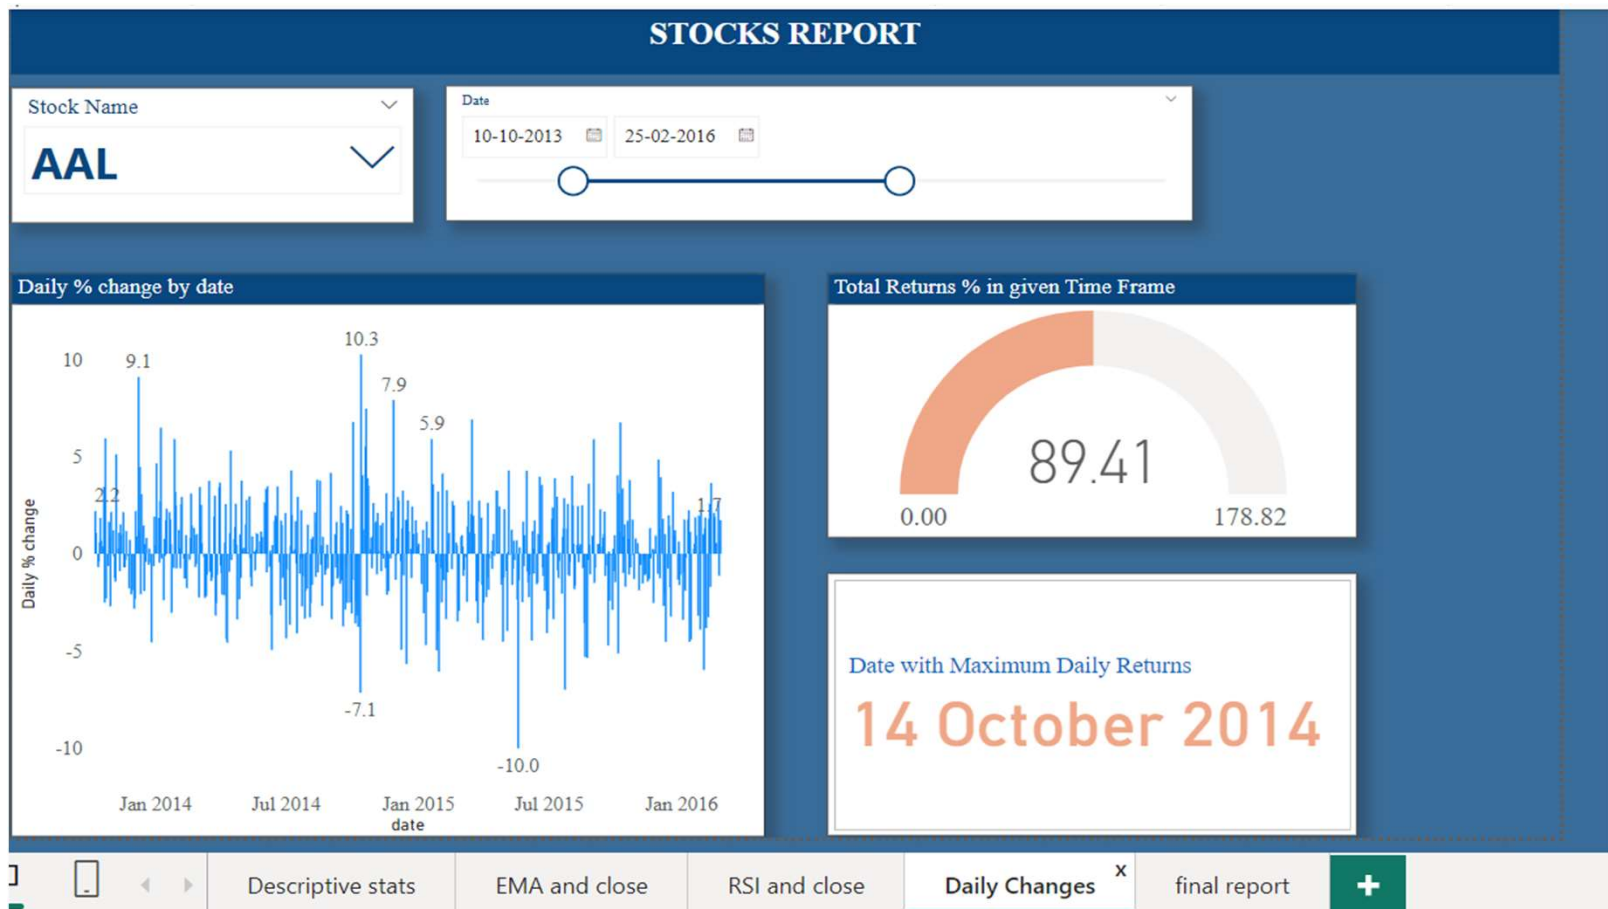 STOCKS REPORT
Stock Name
AAL
Date
10-10-2013
25-02-2016
Daily % change by date
10
5
0
-5
-10
9.1
10.3
7.9
5.9
2.2
1.7
-7.1
-10.0
Daily % change
Jan 2014
Jul 2014
Jan 2015
Jul 2015
Jan 2016
date
Total Returns % in given Time Frame
89.41
0.00
178.82
Date with Maximum Daily Returns
14 October 2014
Descriptive stats
EMA and close
RSI and close
Daily Changes
x
final report
+